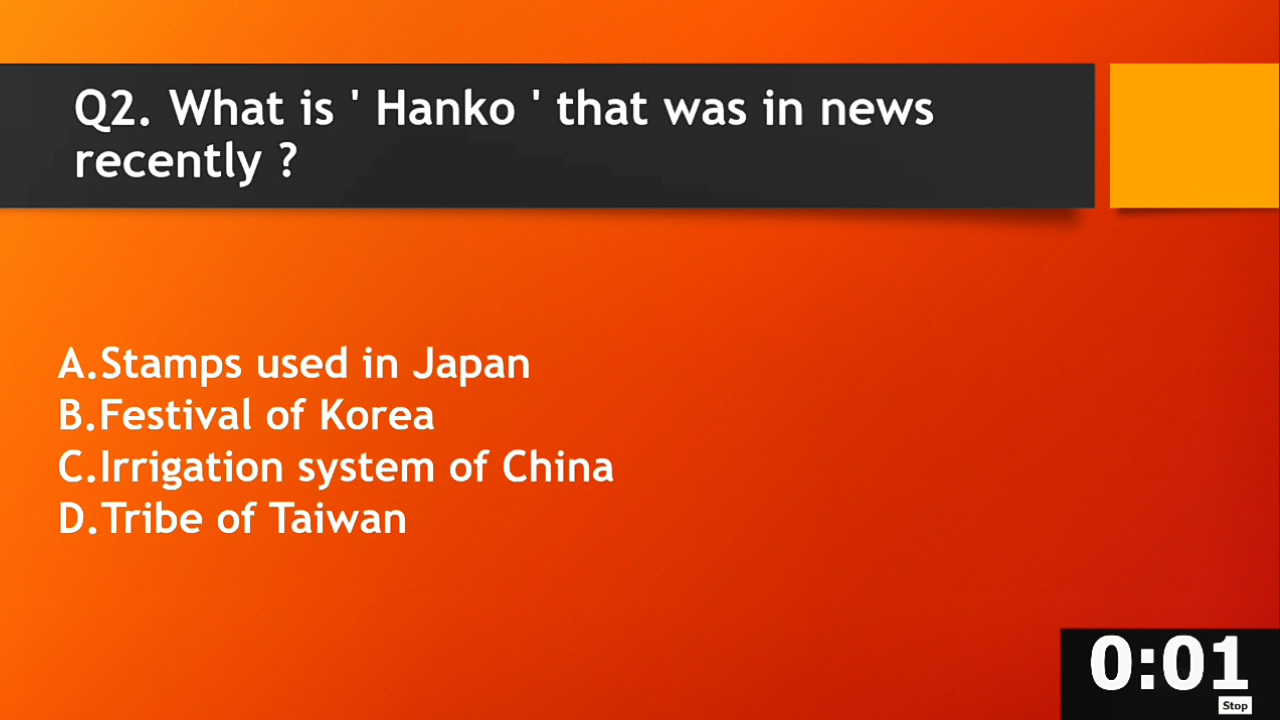 Q2. What is ' Hanko ' that was in news
recently ?
A.Stamps used in Japan
B.Festival of Korea
C.Irrigation system of China
D.Tribe of Taiwan
0:01
Stop